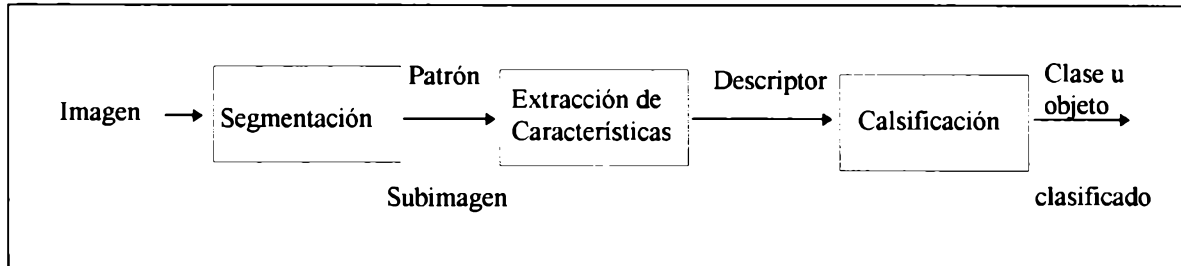 Imagen
Segmentación
Patrón
Subimagen
Extracción de
Características
Descriptor
Calsificación
Clase u
objeto
clasificado